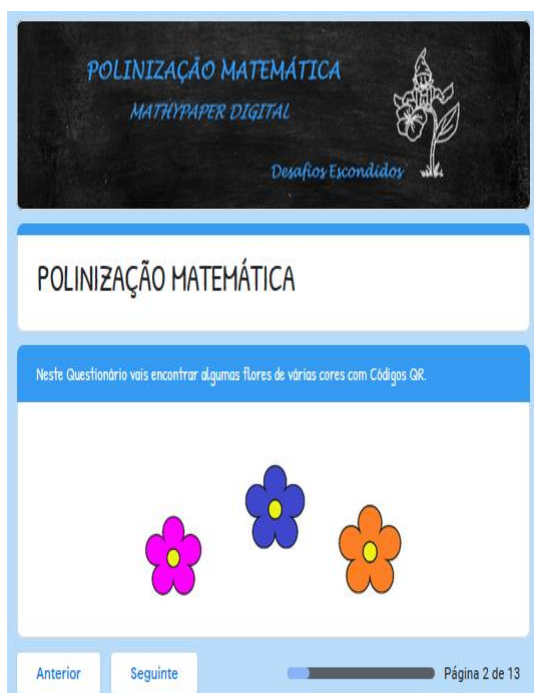 POLINIZAÇÃO MATEMÁTICA
MATHYPAPER DIGITAL
Desafios Escondidos
POLINIZAÇÃO MATEMÁTICA
Neste Questionário vais encontrar algumas flores de várias cores com Códigos QR.
Anterior
Seguinte
Página 2 de 13